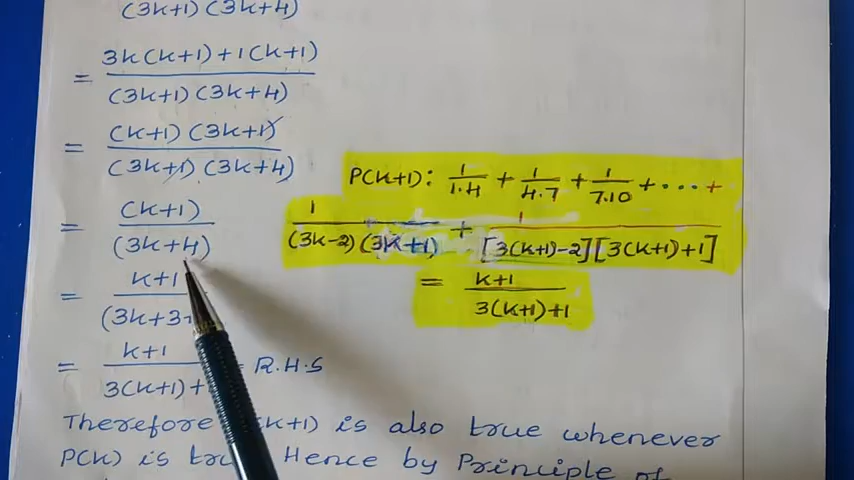 (3k+1) (3k+4)
= 3k(k+1)+1(k+1)
(3k+1) (3k+4)
= (k+1) (3k+1)
(3k+1) (3k+4)
= (k+1)
(3k+4)
= k+1
(3k+3+
= k+1
3(k+1)+ = R.H.S
P(k+1): 1/1.4 + 1/4.7 + 1/7.10 + .... +
1/(3k-2) (3k+1) + 1/[3(k+1)-2][3(k+1)+1]
= k+1
3(k+1)+1
Therefore (k+1) is also true whenever
P(k) is Hence by Principle of